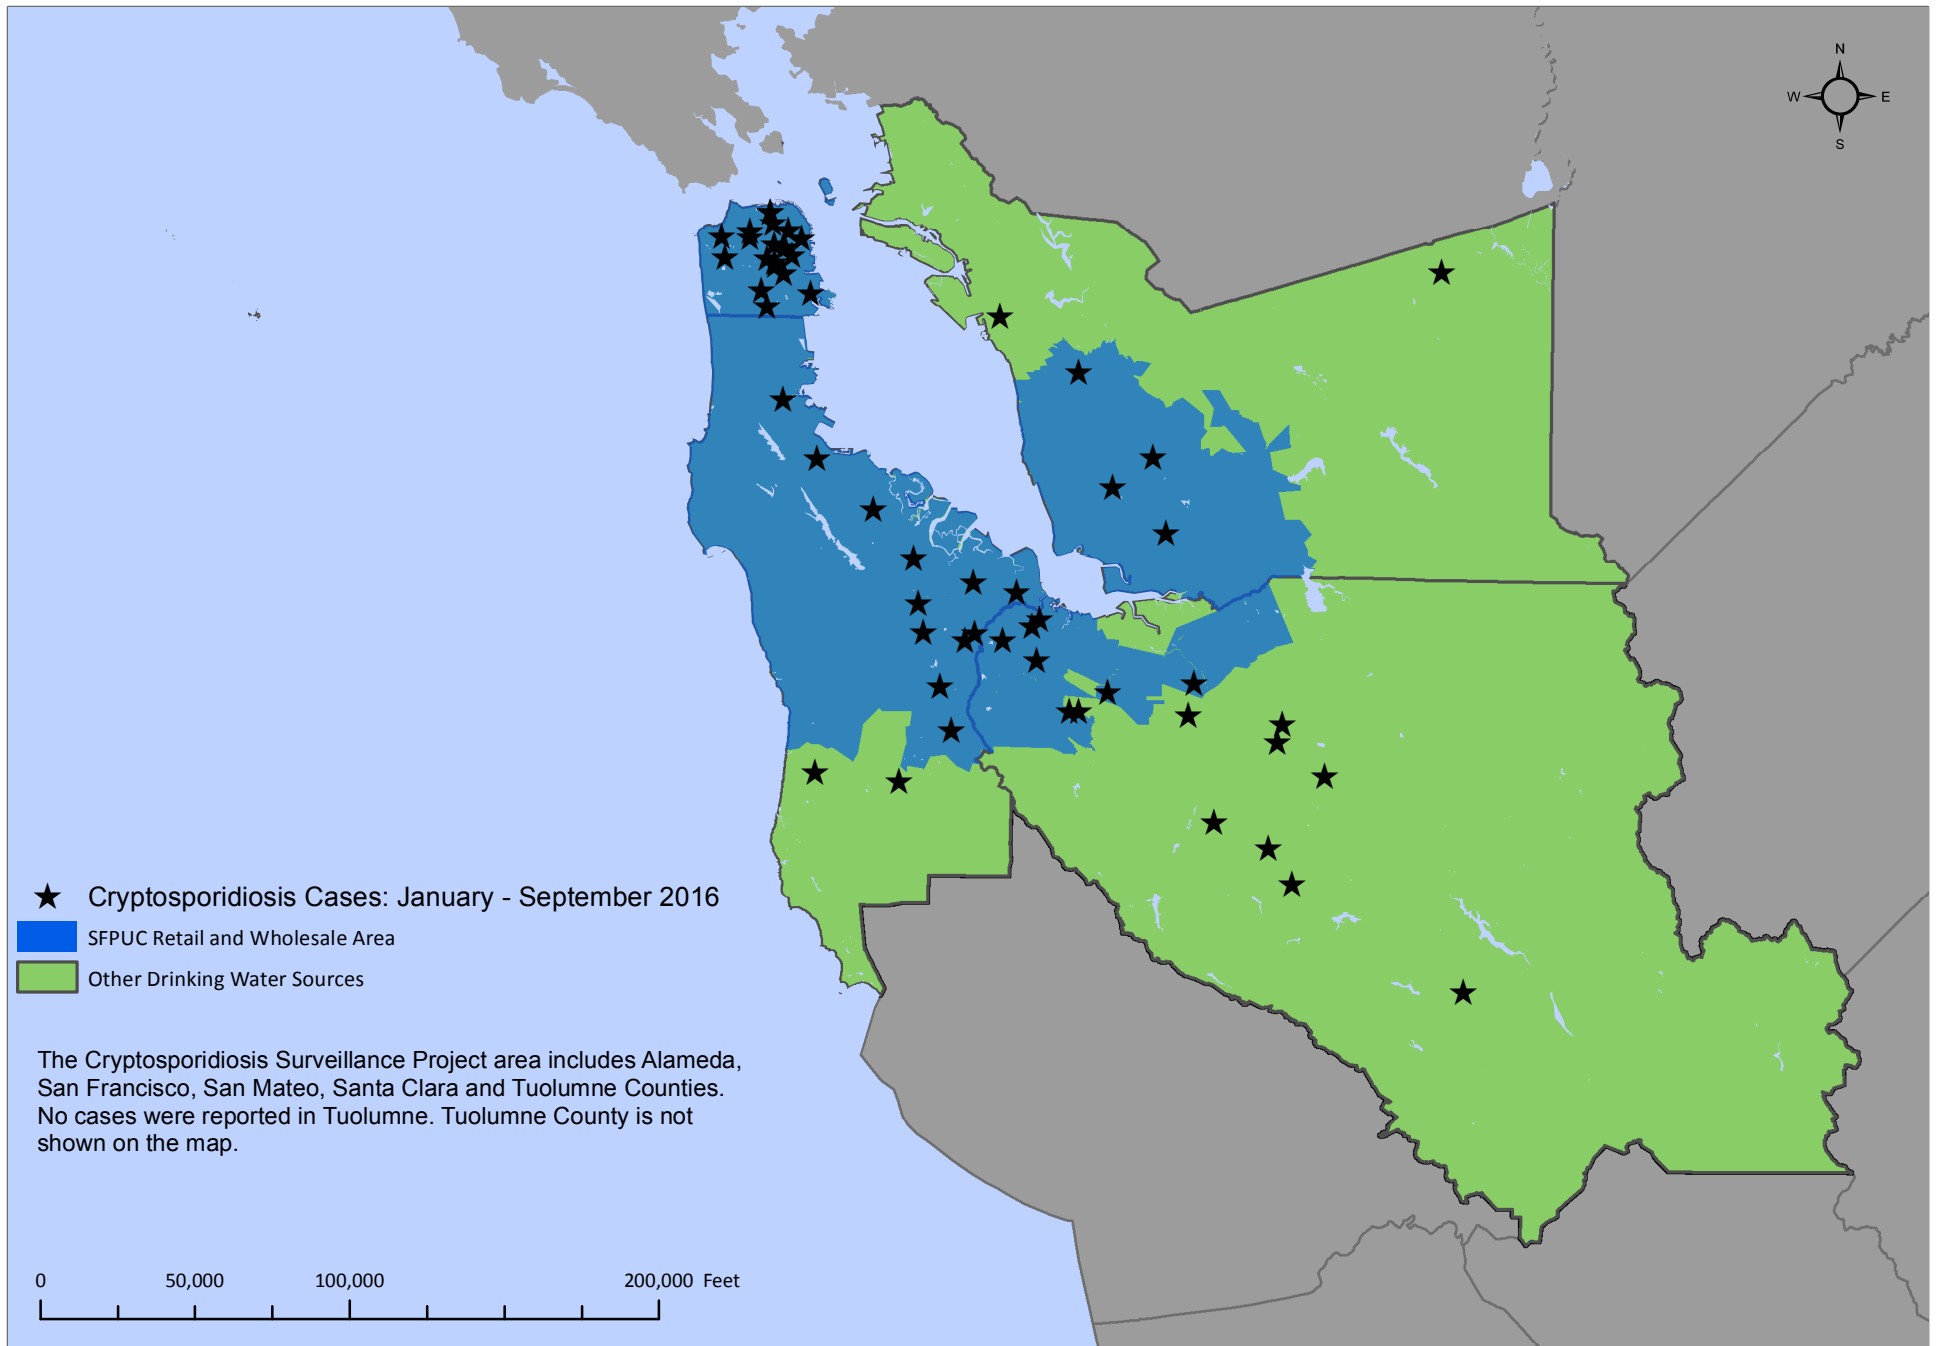 N
W E
S
Cryptosporidiosis Cases: January - September 2016
SFPUC Retail and Wholesale Area
Other Drinking Water Sources
The Cryptosporidiosis Surveillance Project area includes Alameda,
San Francisco, San Mateo, Santa Clara and Tuolumne Counties.
No cases were reported in Tuolumne. Tuolumne County is not
shown on the map.
0 50,000 100,000 200,000 Feet